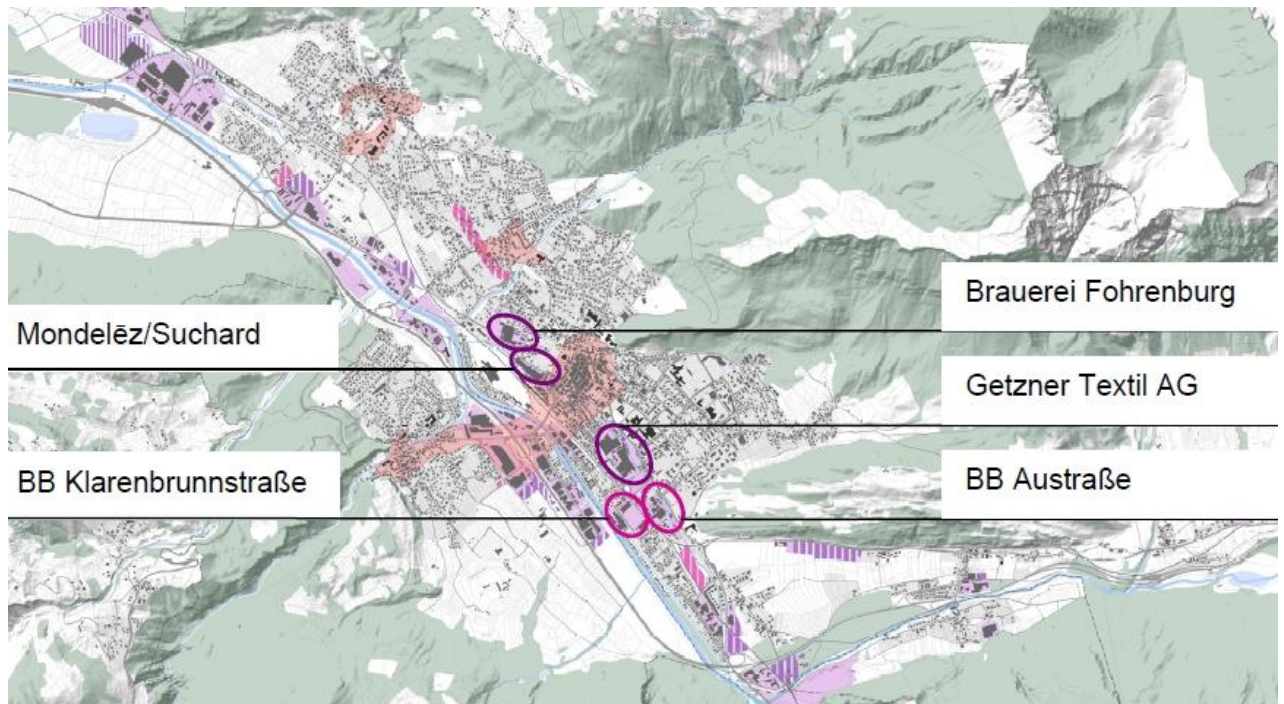 Brauerei Fohrenburg
Mondelēz/Suchard
Getzner Textil AG
BB Klarenbrunnstraße
BB Austraße